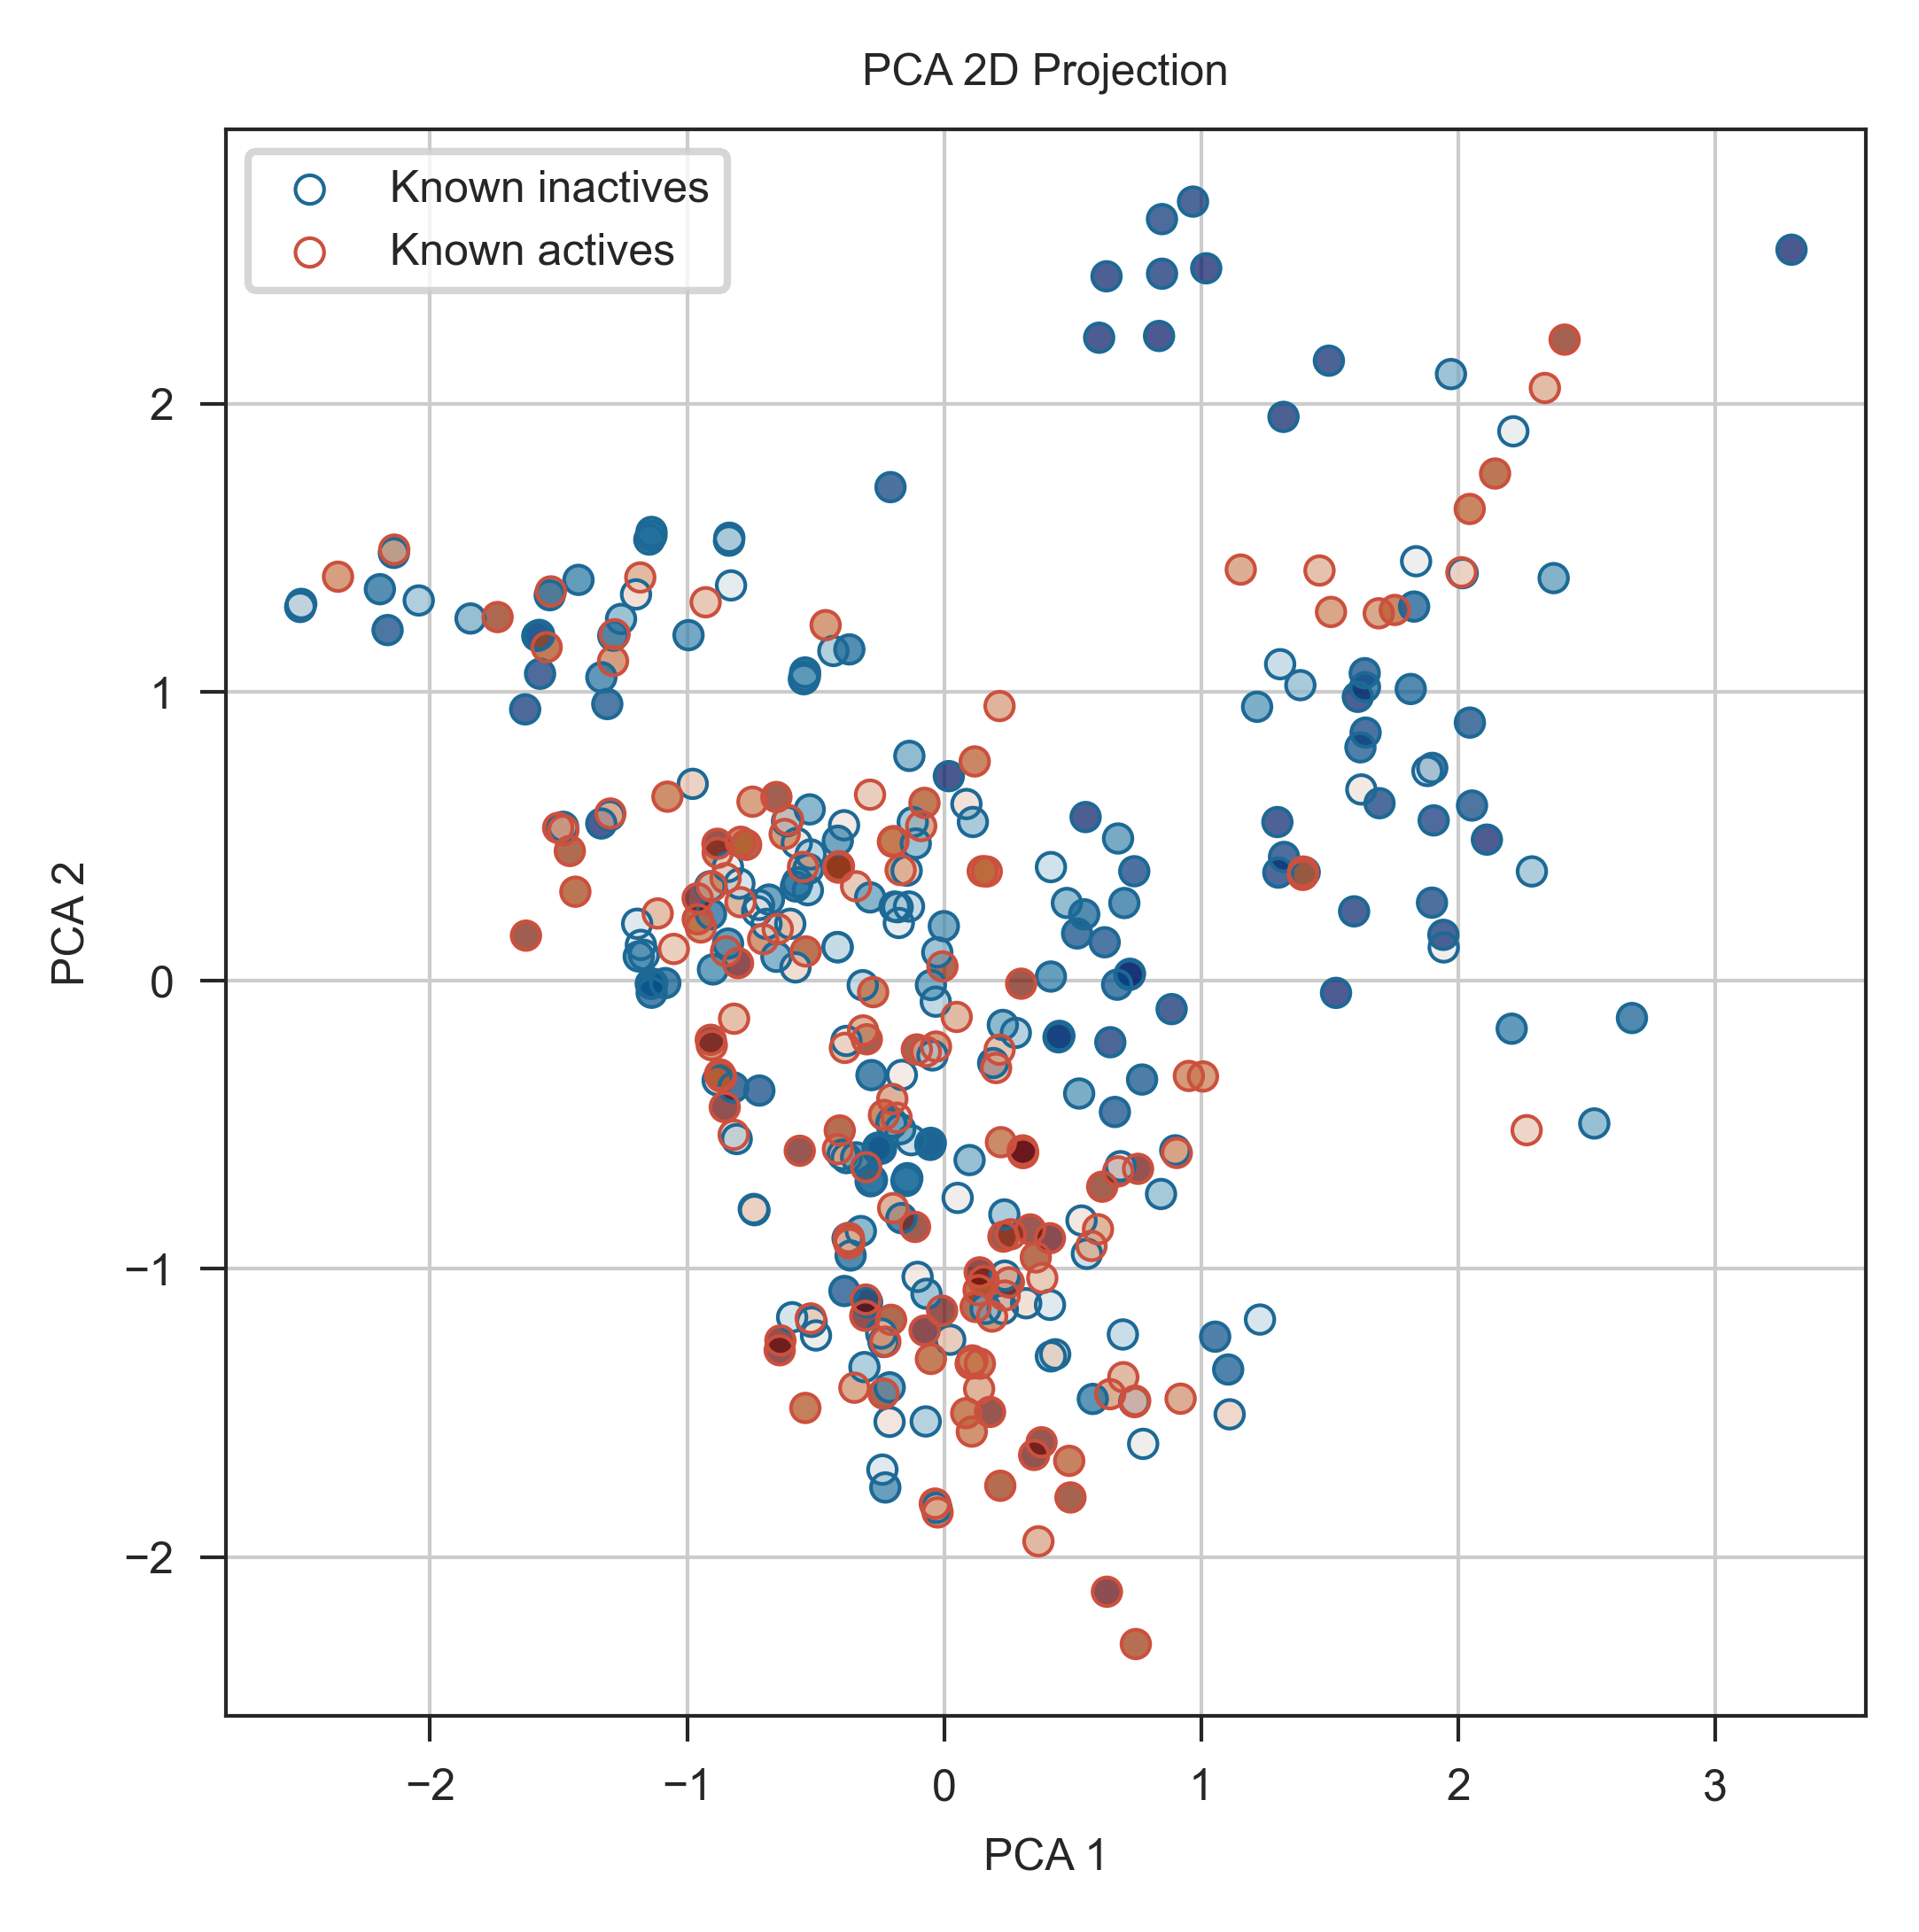 PCA 2D Projection
Known inactives
Known actives
2
1
0
−1
−2
PCA 2
−2
−1
0
1
2
3
PCA 1